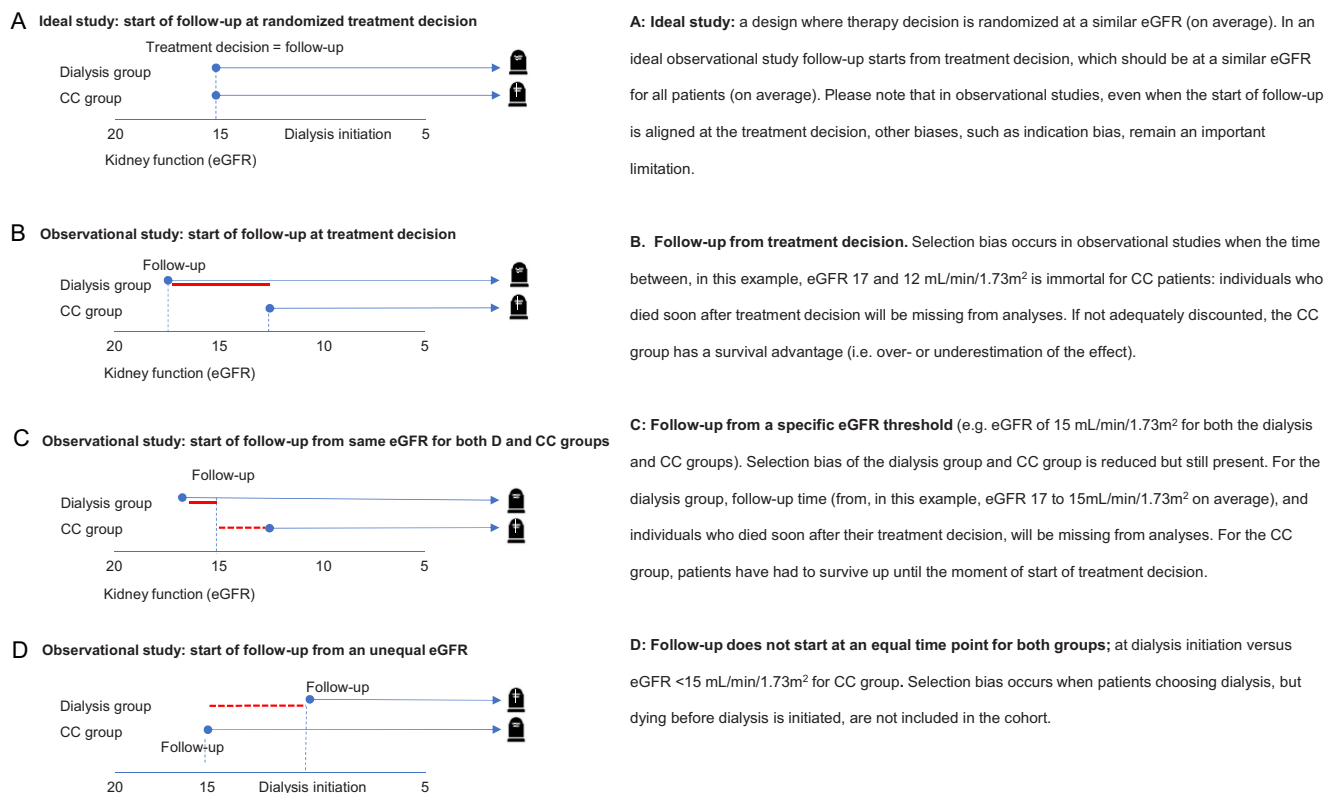 A Ideal study: start of follow-up at randomized treatment decision
Treatment decision = follow-up
Dialysis group
CC group
20 15 Dialysis initiation 5
Kidney function (eGFR)
A: Ideal study: a design where therapy decision is randomized at a similar eGFR (on average). In an
ideal observational study follow-up starts from treatment decision, which should be at a similar eGFR
for all patients (on average). Please note that in observational studies, even when the start of follow-up
is aligned at the treatment decision, other biases, such as indication bias, remain an important
limitation.
B Observational study: start of follow-up at treatment decision
Follow-up
Dialysis group
CC group
20 15 10 5
Kidney function (eGFR)
B. Follow-up from treatment decision. Selection bias occurs in observational studies when the time
between, in this example, eGFR 17 and 12 mL/min/1.73m² is immortal for CC patients: individuals who
died soon after treatment decision will be missing from analyses. If not adequately discounted, the CC
group has a survival advantage (i.e. over- or underestimation of the effect).
C Observational study: start of follow-up from same eGFR for both D and CC groups
Follow-up
Dialysis group
CC group
20 15 10 5
Kidney function (eGFR)
C: Follow-up from a specific eGFR threshold (e.g. eGFR of 15 mL/min/1.73m² for both the dialysis
and CC groups). Selection bias of the dialysis group and CC group is reduced but still present. For the
dialysis group, follow-up time (from, in this example, eGFR 17 to 15mL/min/1.73m² on average), and
individuals who died soon after their treatment decision, will be missing from analyses. For the CC
group, patients have had to survive up until the moment of start of treatment decision.
D Observational study: start of follow-up from an unequal eGFR
Follow-up
Dialysis group
CC group
Follow-up
20 15 Dialysis initiation 5
D: Follow-up does not start at an equal time point for both groups; at dialysis initiation versus
eGFR <15 mL/min/1.73m² for CC group. Selection bias occurs when patients choosing dialysis, but
dying before dialysis is initiated, are not included in the cohort.